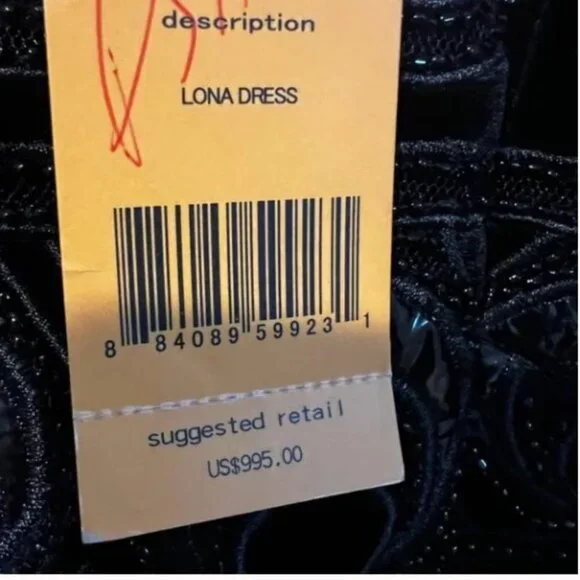 description
LONA DRESS
8 84089 59923 1
suggested retail
US$995.00